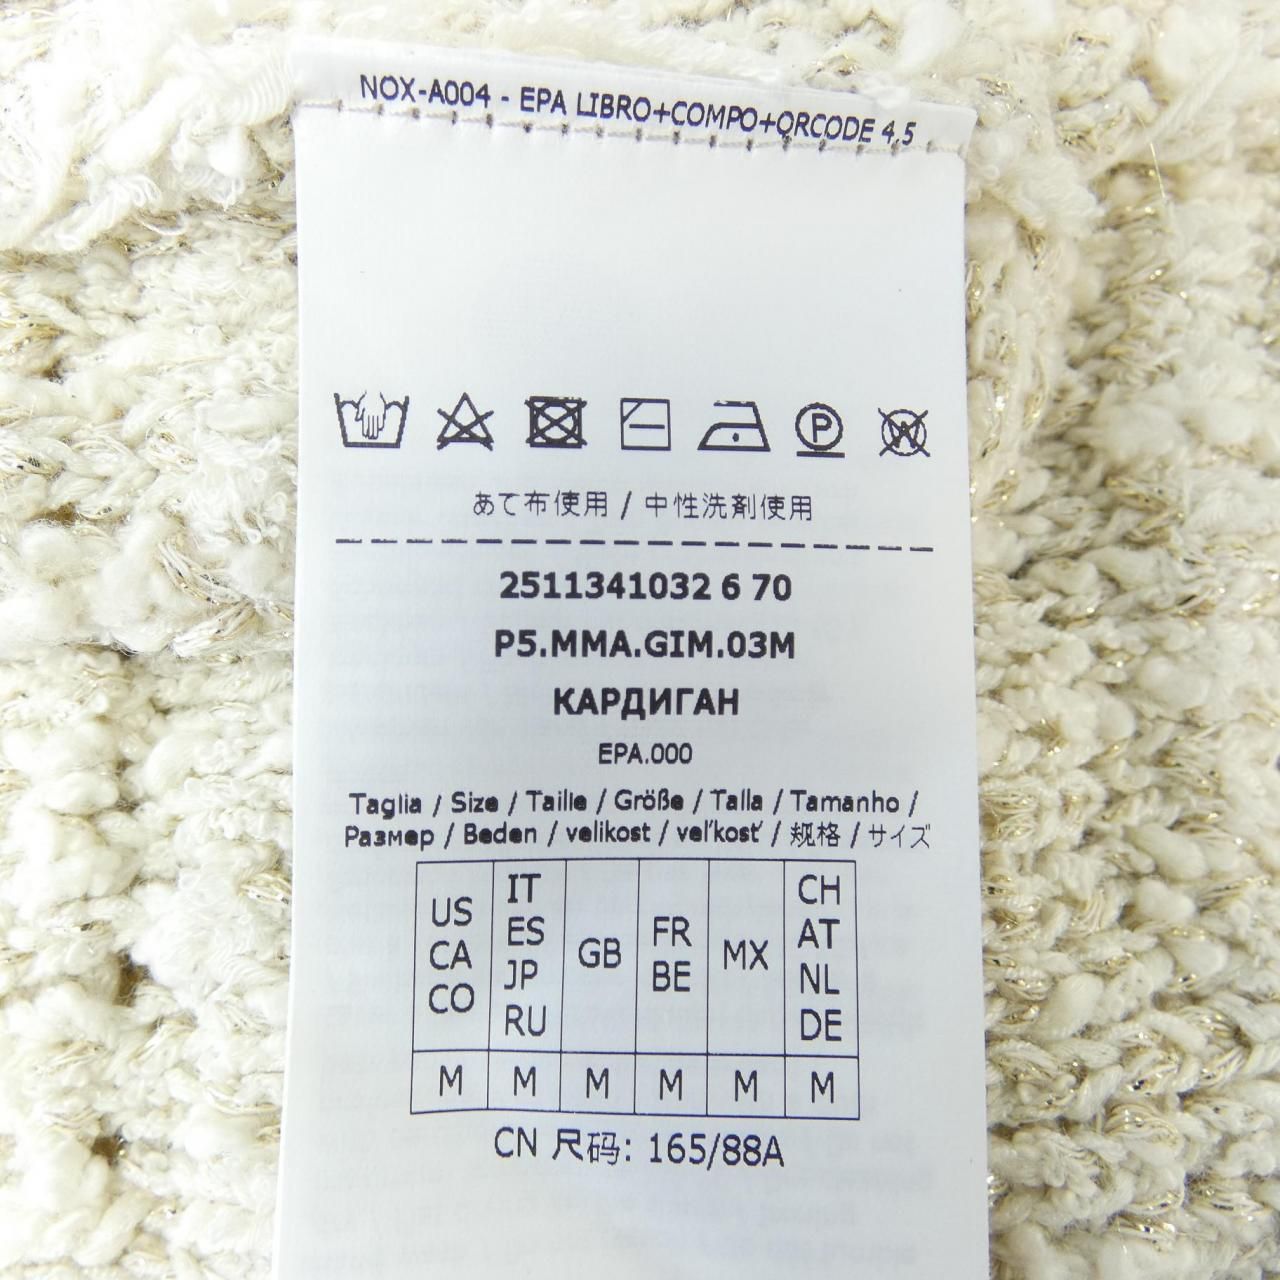 NOX-A004 - EPA LIBRO+COMPO+QRCODE 4,5
P
W
あて布使用 / 中性洗剤使用
2511341032 6 70
P5.MMA.GIM.03M
КАРДИГАН
EPA.000
Taglia / Size / Taille / Größe / Talla / Tamanho /
Размер / Beden / velikost / veľkosť / 规格 / サイズ
US CA CO
IT ES JP RU
GB
FR BE
MX
CH AT NL DE
M M M M M M
CN 尺码: 165/88A